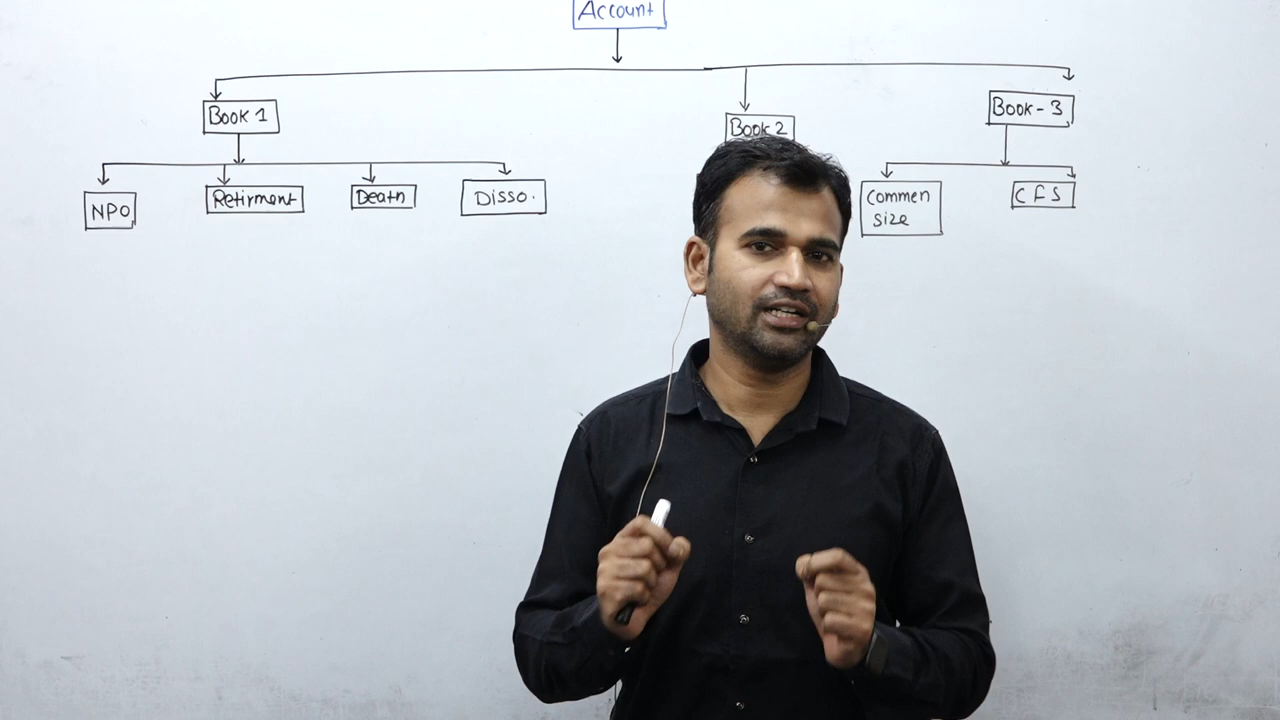 Account
Book 1
Book 2
Book - 3
NPO
Retirment
Death
Disso.
Commen
size
CFS